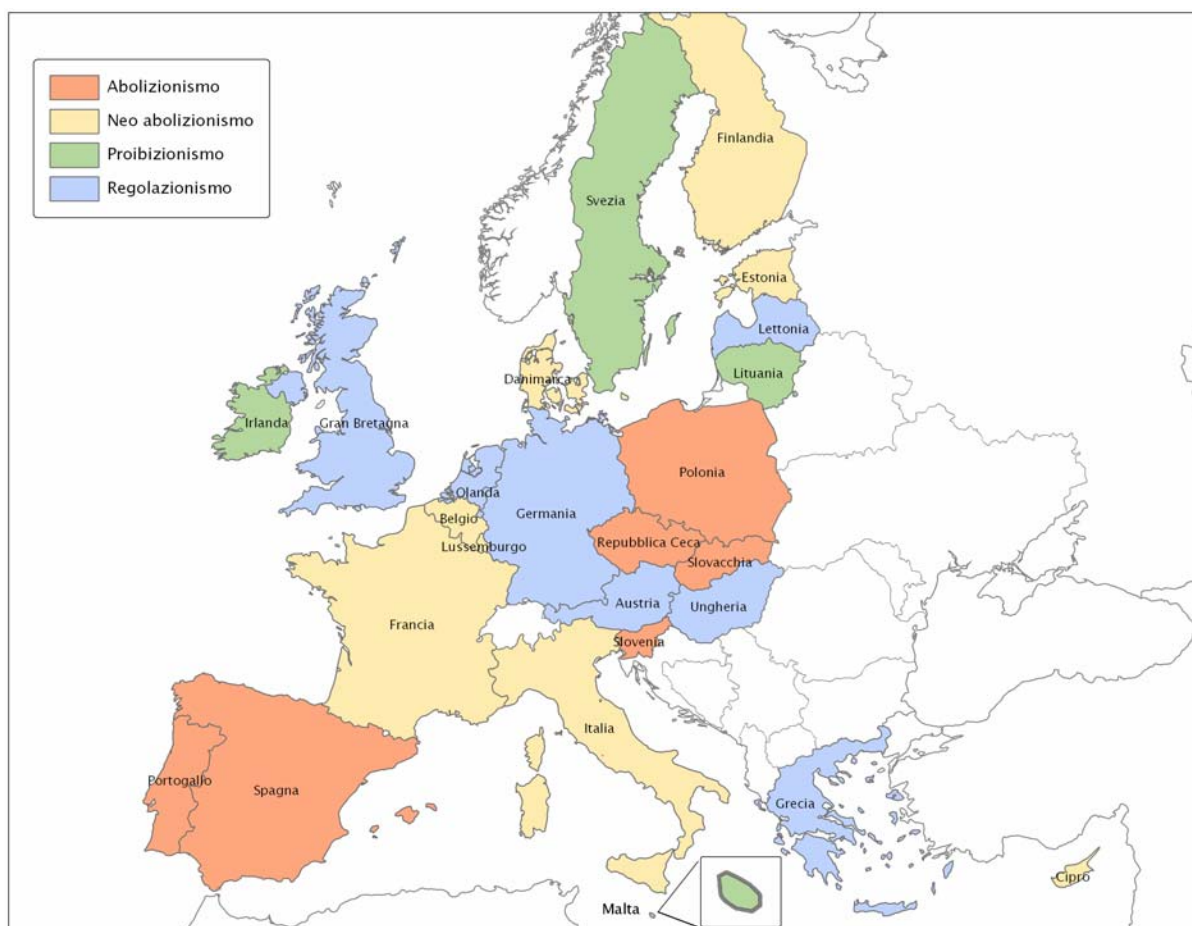 Abolizionismo
Neo abolizionismo
Proibizionismo
Regolazionismo
Finlandia
Svezia
Estonia
Lettonia
Lituania
Danimarca
Irlanda
Gran Bretagna
Olanda
Germania
Polonia
Belgio
Lussemburgo
Repubblica Ceca
Slovacchia
Austria
Ungheria
Francia
Slovenia
Italia
Portogallo
Spagna
Grecia
Cipro
Malta